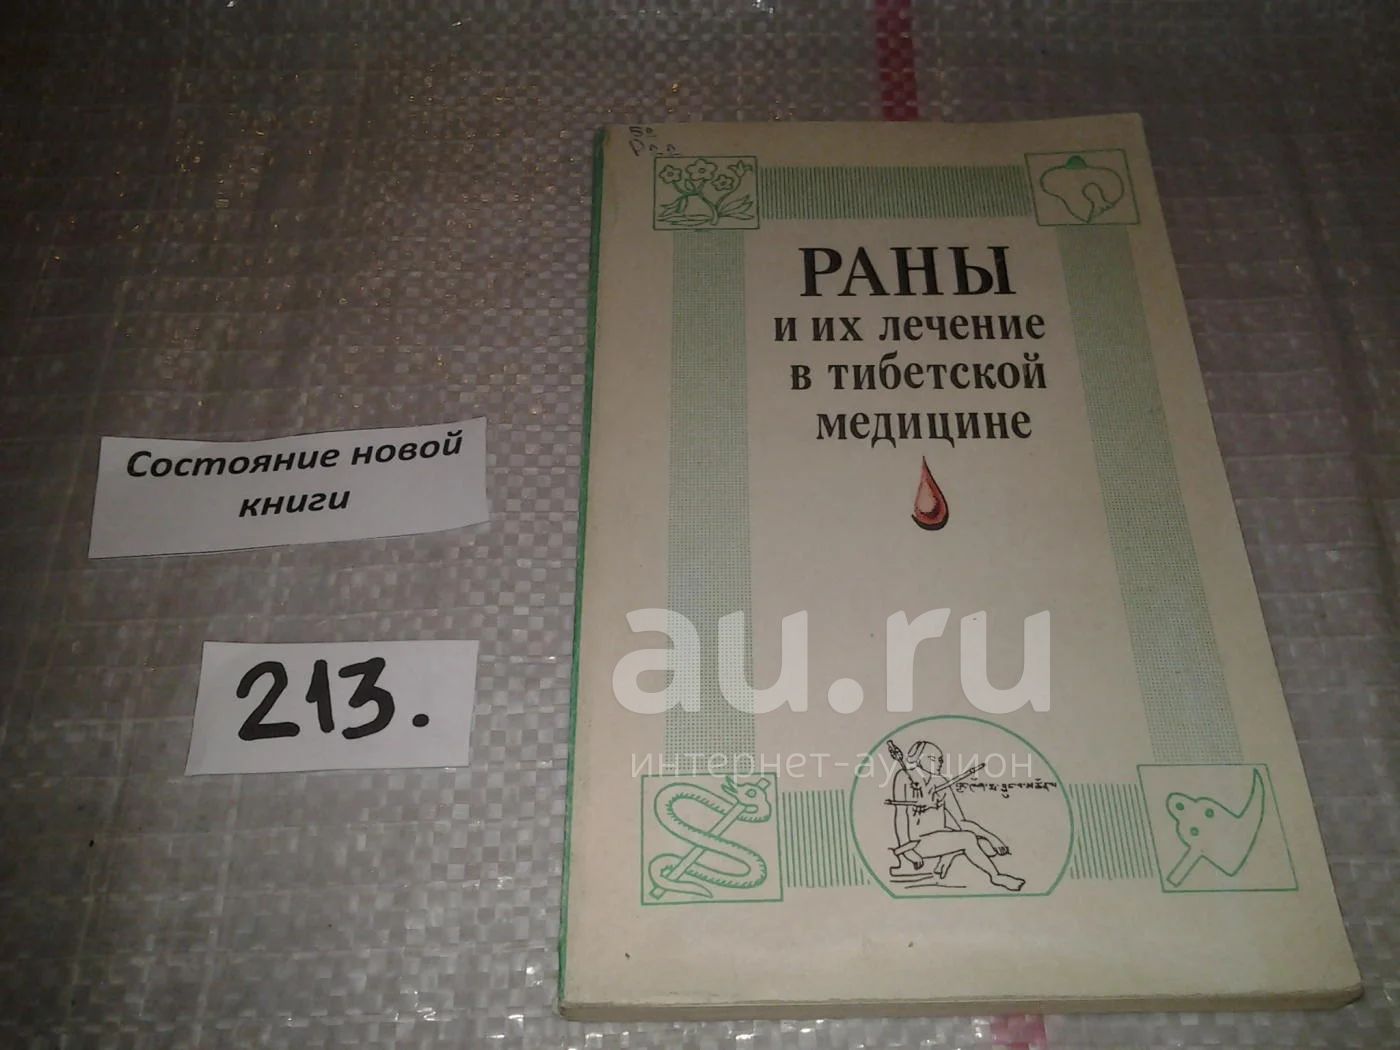 РАНЫ
и их лечение
в тибетской
медицине
Состояние новой
книги
213.
au.ru
интернет-аукцион